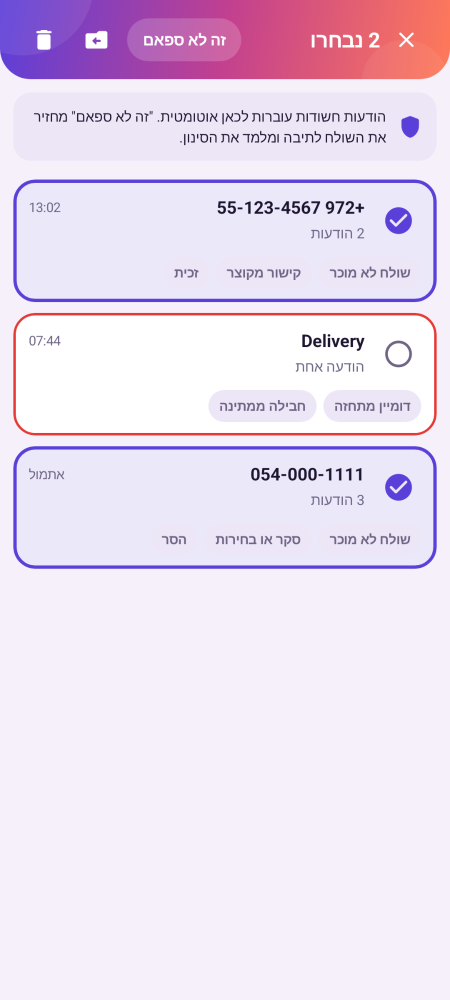 2 נבחרו
זה לא ספאם
הודעות חשודות עוברות לכאן אוטומטית. "זה לא ספאם" מחזיר
את השולח לתיבה ומלמד את הסינון.
+972 55-123-4567
13:02
2 הודעות
שולח לא מוכר
קישור מקוצר
זכית
Delivery
07:44
הודעה אחת
דומיין מתחזה
חבילה ממתינה
054-000-1111
אתמול
3 הודעות
שולח לא מוכר
סקר או בחירות
הסר